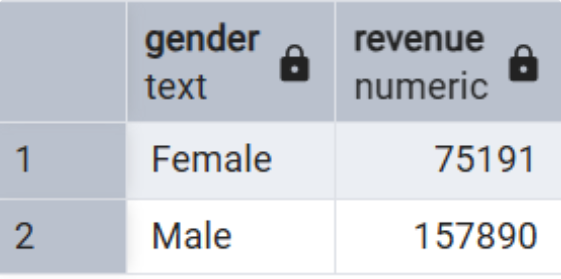 gender revenue
text numeric
1 Female 75191
2 Male 157890